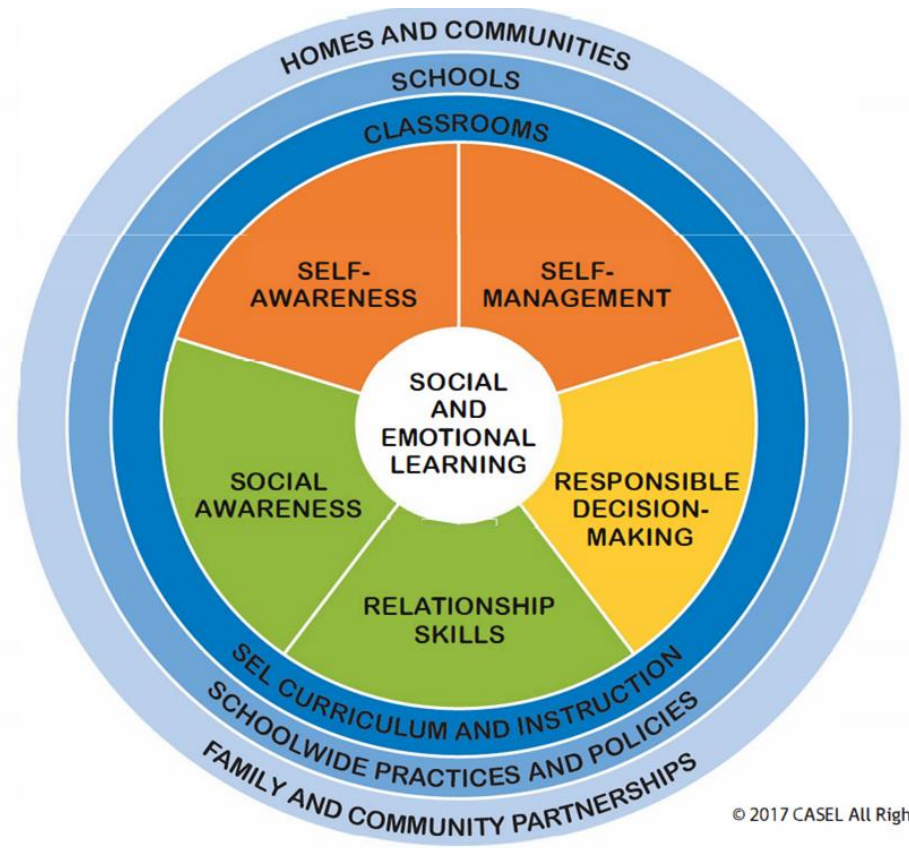 HOMES AND COMMUNITIES
SCHOOLS
CLASSROOMS
SELF-
AWARENESS
SELF-
MANAGEMENT
SOCIAL
AND
EMOTIONAL
LEARNING
SOCIAL
AWARENESS
RESPONSIBLE
DECISION-
MAKING
RELATIONSHIP
SKILLS
SEL CURRICULUM AND INSTRUCTION
SCHOOLWIDE PRACTICES AND POLICIES
FAMILY AND COMMUNITY PARTNERSHIPS
© 2017 CASEL All Righ